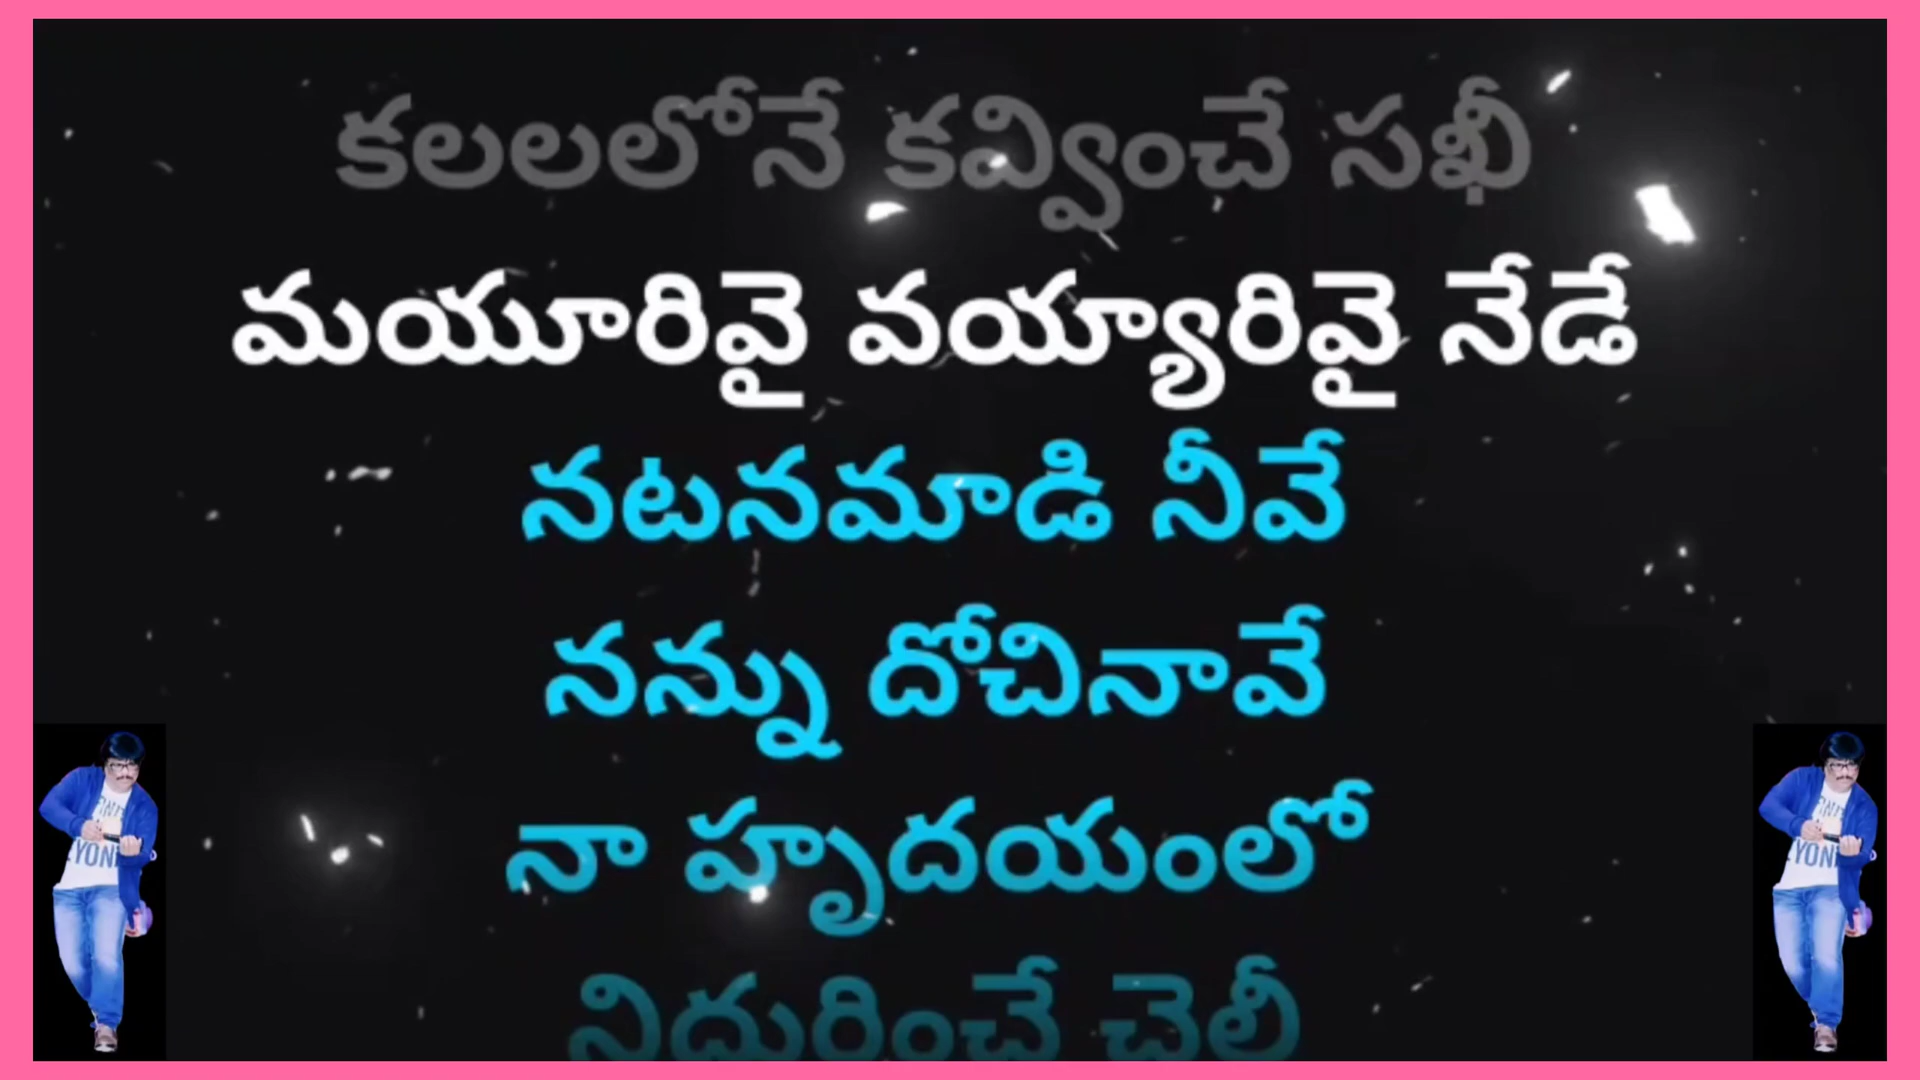 కలలలోనే కవ్వించే సఖీ
మయూరివై వయ్యారివై నేడే
నటనమాడి నీవే
నన్ను దోచినావే
నా హృదయంలో
నిదురించే చెలీ